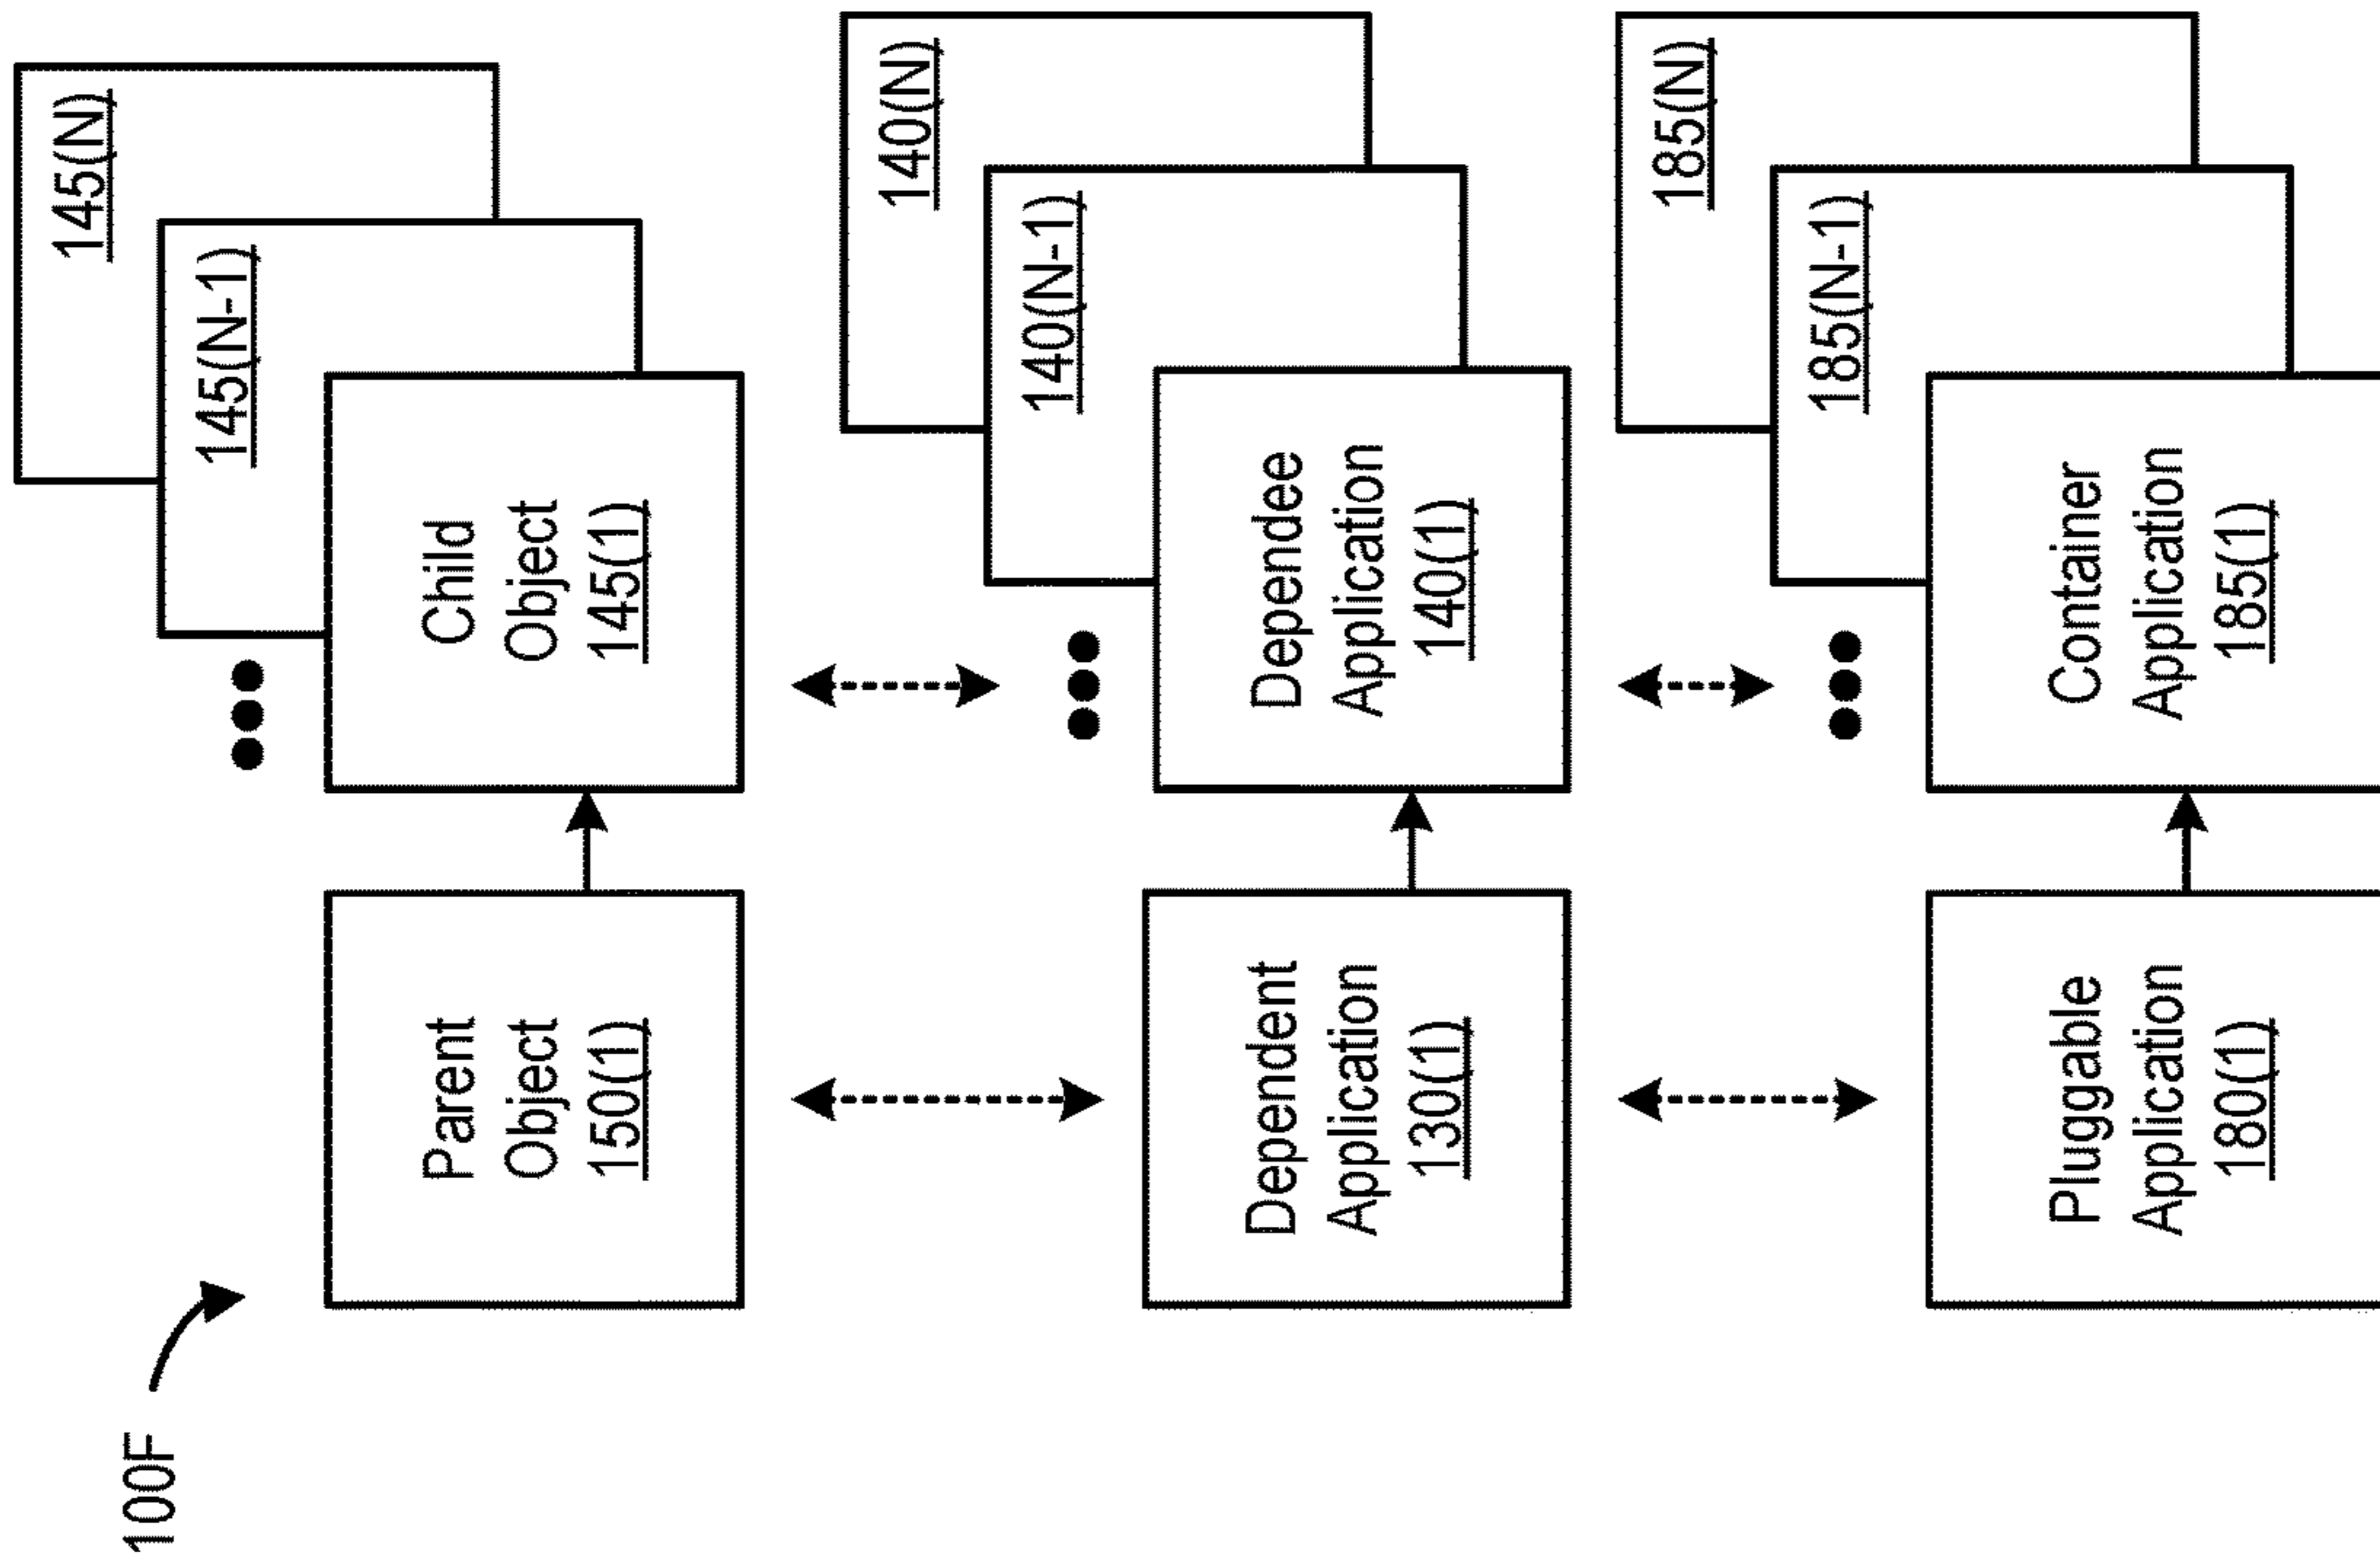 100F
Parent
Object
150(1)
Child
Object
145(1)
145(N-1)
145(N)
Dependent
Application
130(1)
Dependee
Application
140(1)
140(N-1)
140(N)
Pluggable
Application
180(1)
Container
Application
185(1)
185(N-1)
185(N)